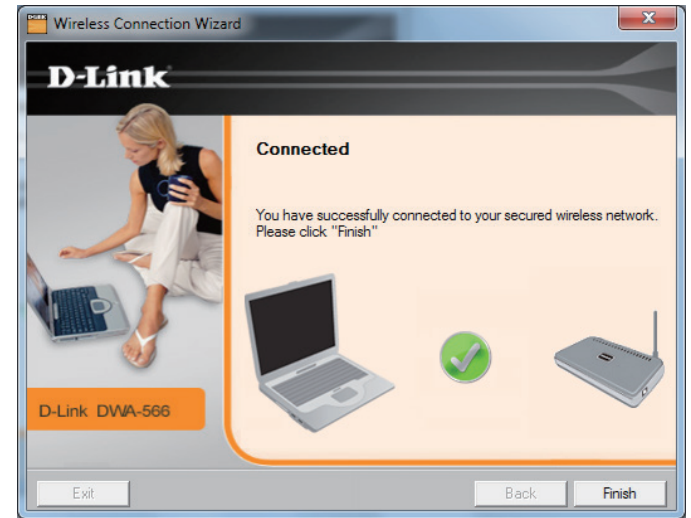 Wireless Connection Wizard
D-Link
Connected
You have successfully connected to your secured wireless network.
Please click "Finish"
D-Link DWA-566
Exit
Back
Finish